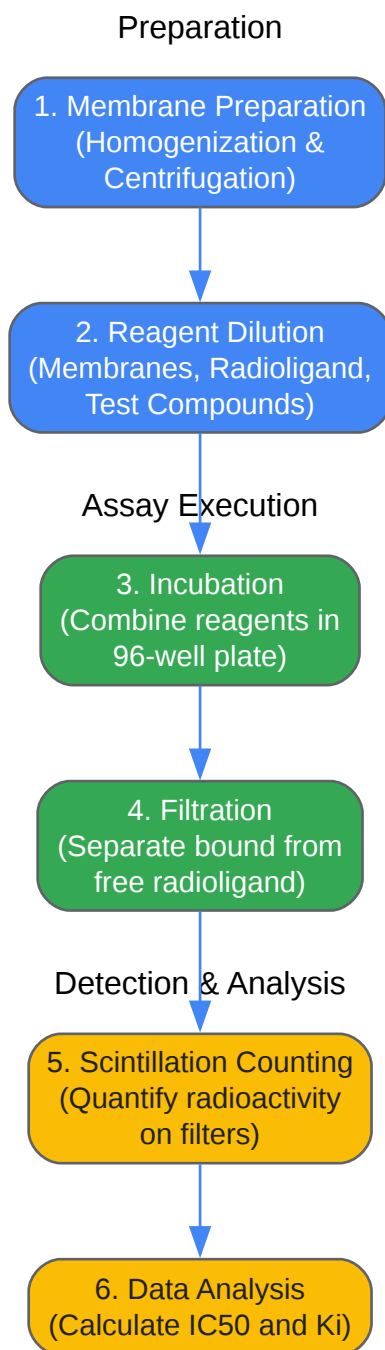 Preparation
1. Membrane Preparation
(Homogenization &
Centrifugation)
2. Reagent Dilution
(Membranes, Radioligand,
Test Compounds)
Assay Execution
3. Incubation
(Combine reagents in
96-well plate)
4. Filtration
(Separate bound from
free radioligand)
Detection & Analysis
5. Scintillation Counting
(Quantify radioactivity
on filters)
6. Data Analysis
(Calculate IC50 and Ki)